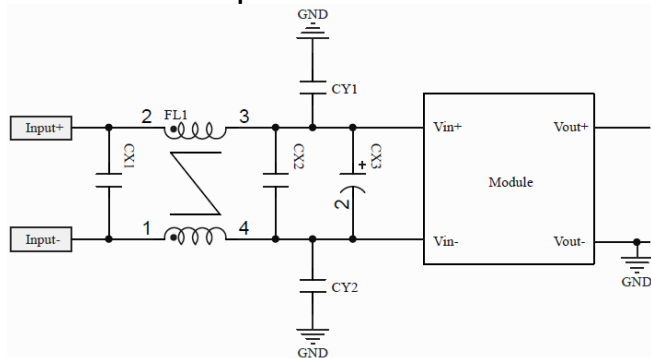 GND
CY1
Input+
2
FL1
3
CX1
CX2
+
CX3
2
Vin+
Vout+
Module
Input-
1
4
Vin-
Vout-
CY2
GND
GND